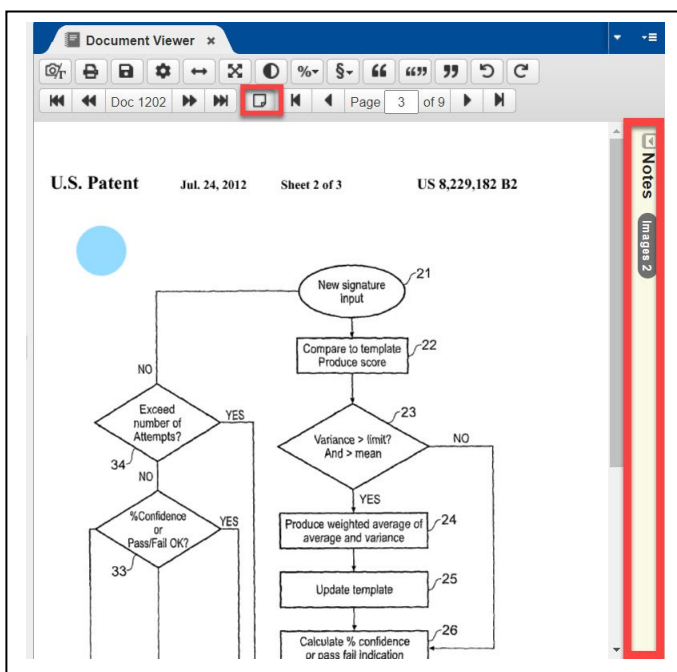 Document Viewer ×
%- §-
Doc 1202 Page 3 of 9
Notes
Images 2
U.S. Patent Jul. 24, 2012 Sheet 2 of 3 US 8,229,182 B2
New signature
input
21
Compare to template
Produce score
22
NO
Exceed
number of
Attempts?
YES
34
NO
Variance > limit?
And > mean
23
NO
YES
%Confidence
or
Pass/Fail OK?
YES
33
Produce weighted average of
average and variance
24
Update template
25
Calculate % confidence
or pass fail indication
26